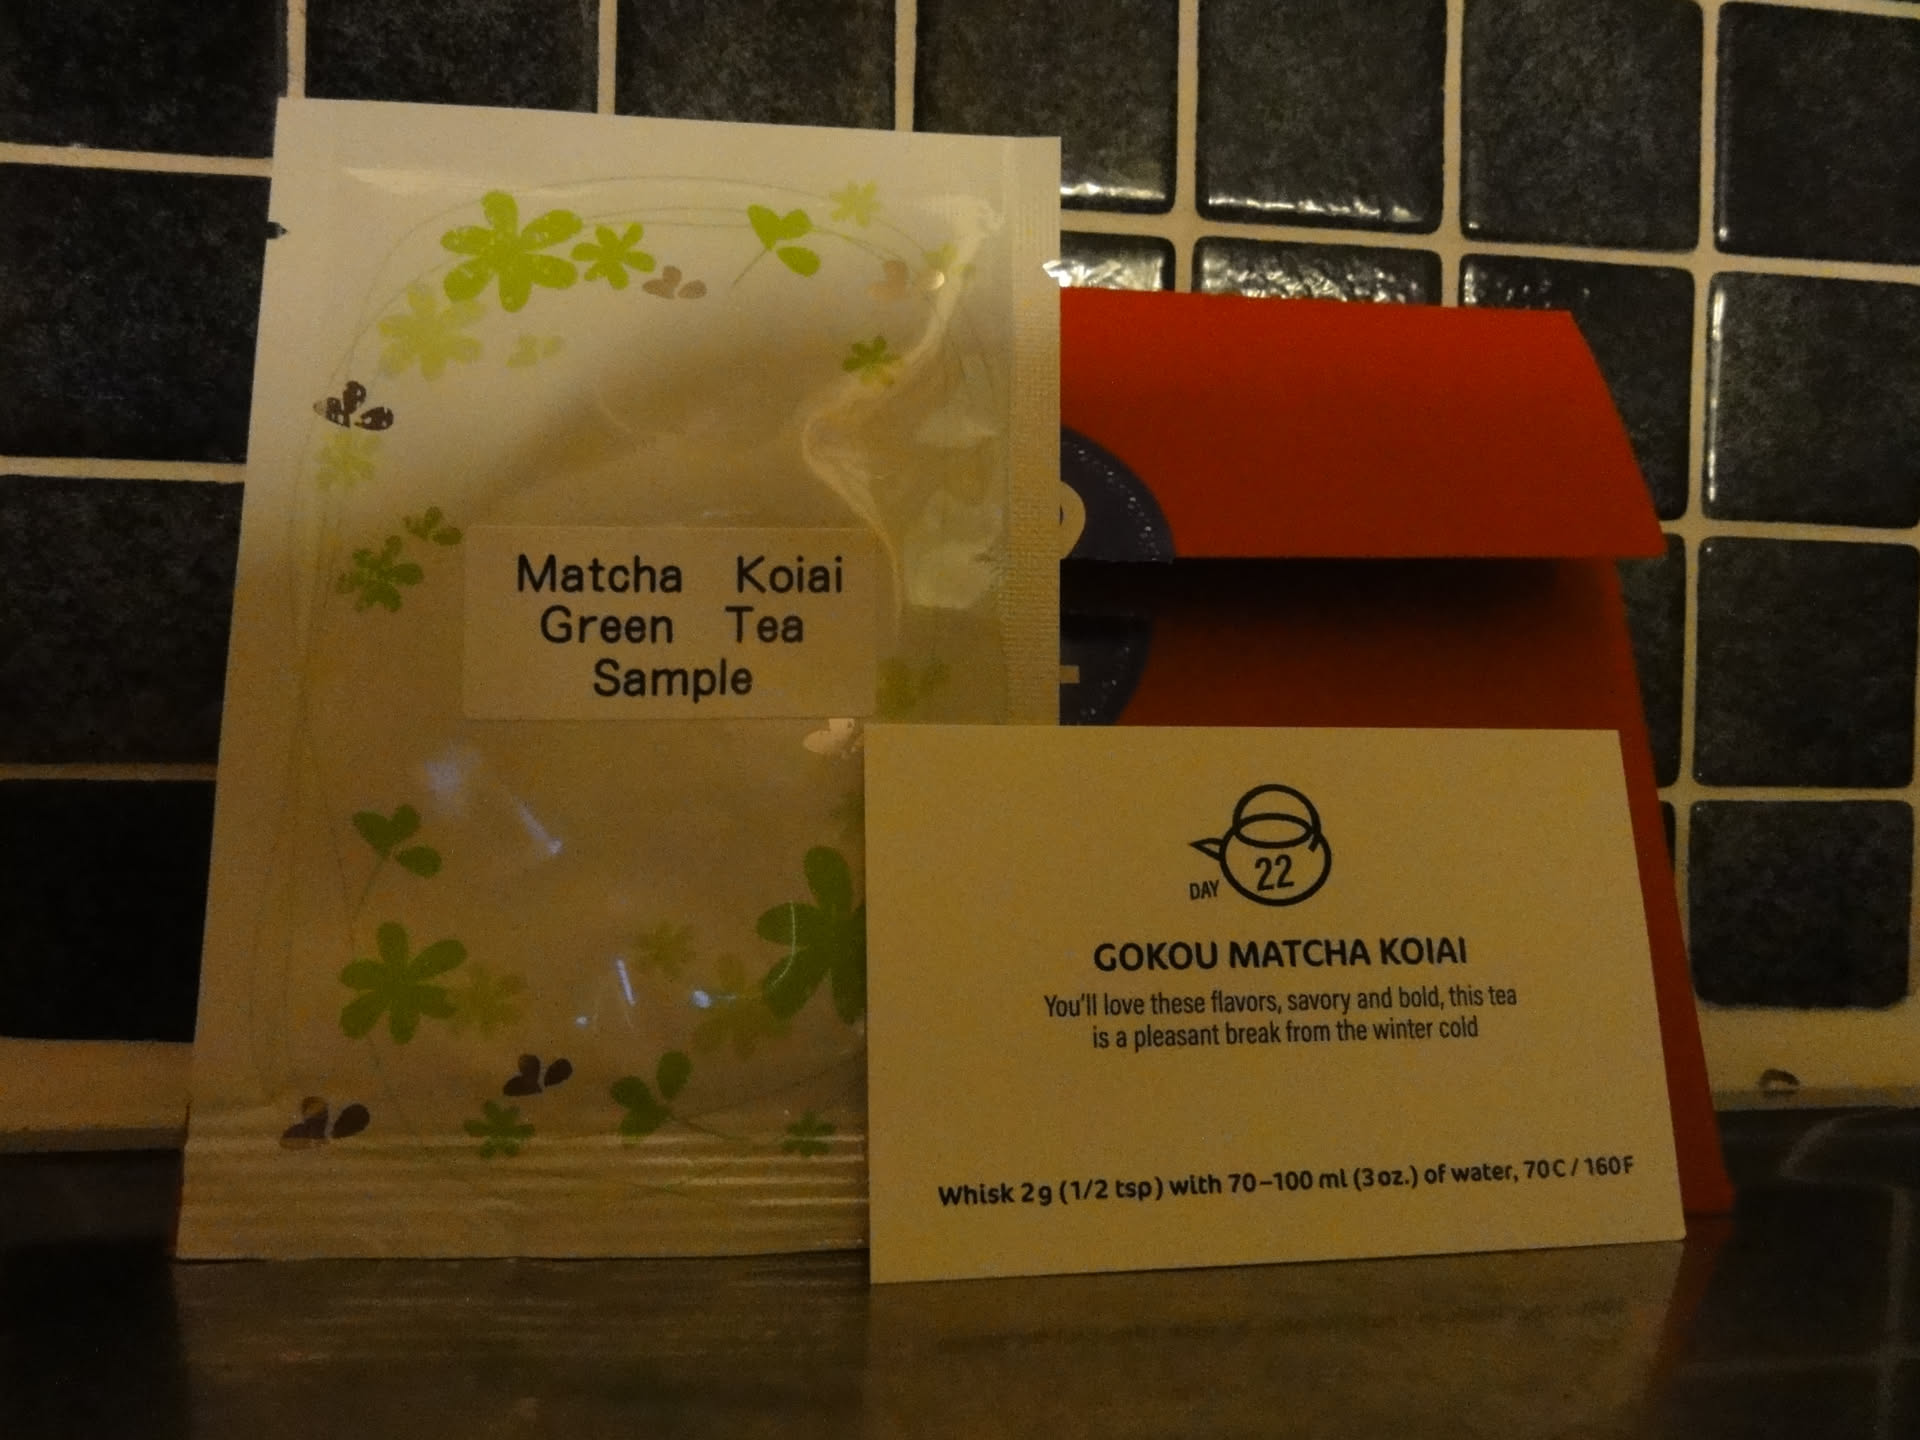 Matcha Koiai
Green Tea
Sample
DAY 22
GOKOU MATCHA KOIAI
You'll love these flavors, savory and bold, this tea
is a pleasant break from the winter cold
Whisk 2g (1/2 tsp) with 70–100 ml (3 oz.) of water, 70C / 160F